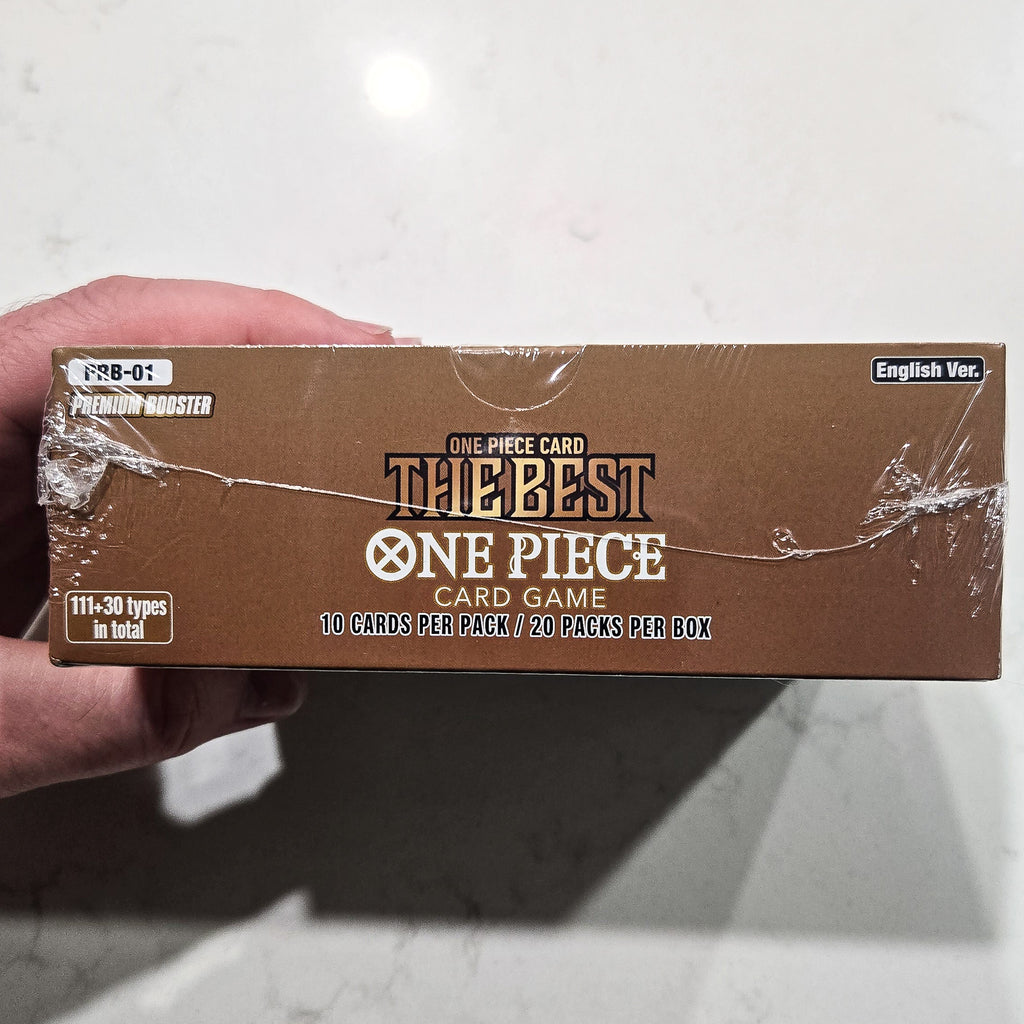 PRB-01
PREMIUM BOOSTER
English Ver.
ONE PIECE CARD
THE BEST
ONE PIECE
CARD GAME
10 CARDS PER PACK / 20 PACKS PER BOX
111+30 types
in total